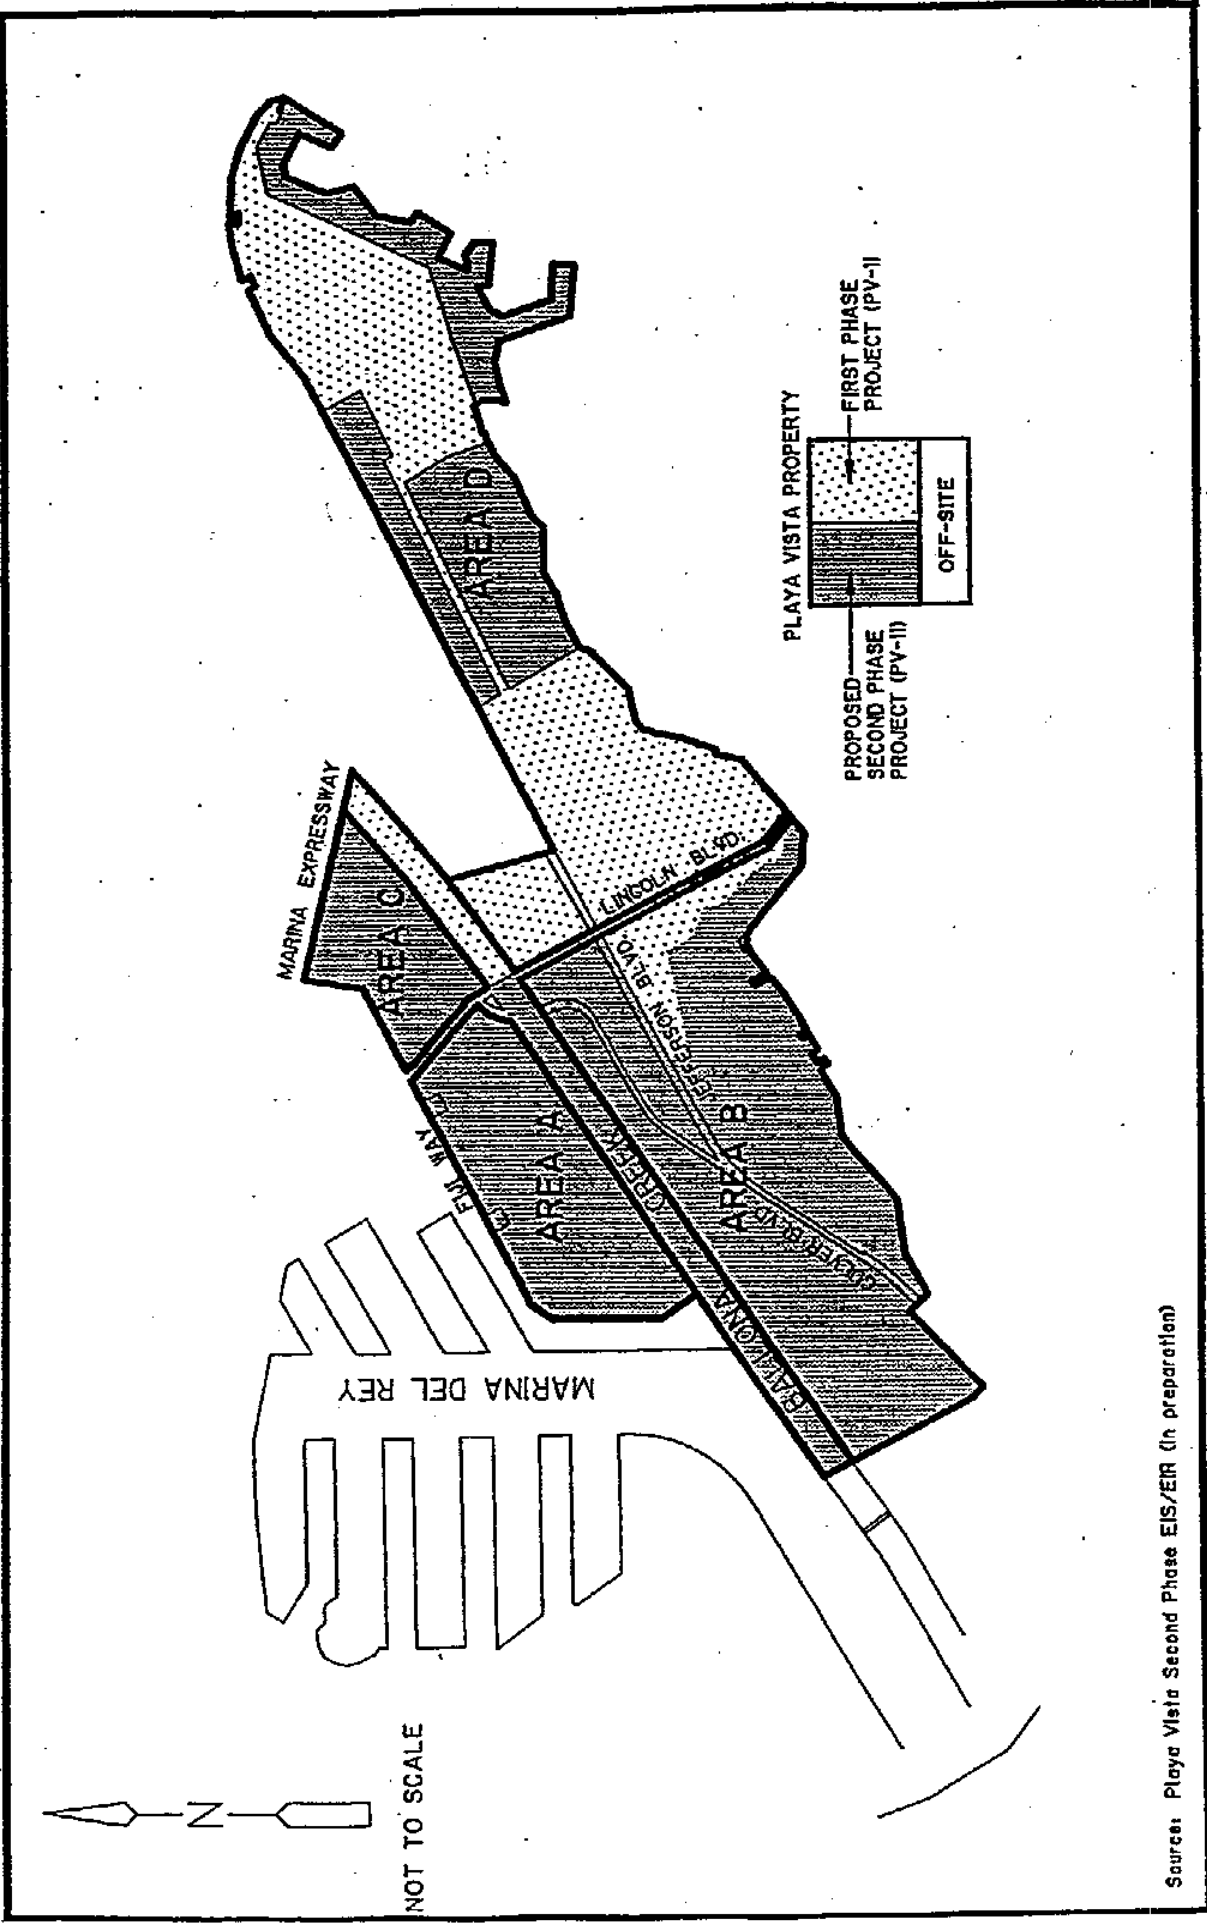 MARINA EXPRESSWAY
AREA C
MARINA DEL REY
FIJI WAY
AREA A
BALLONA
CREEK
AREA B
CULVER BLVD
JEFFERSON BLVD
LINCOLN BLVD.
AREA D
N
NOT TO SCALE
PLAYA VISTA PROPERTY
PROPOSED
SECOND PHASE
PROJECT (PV-II)
FIRST PHASE
PROJECT (PV-I)
OFF-SITE
Source: Playa Vista Second Phase EIS/EIR (in preparation)